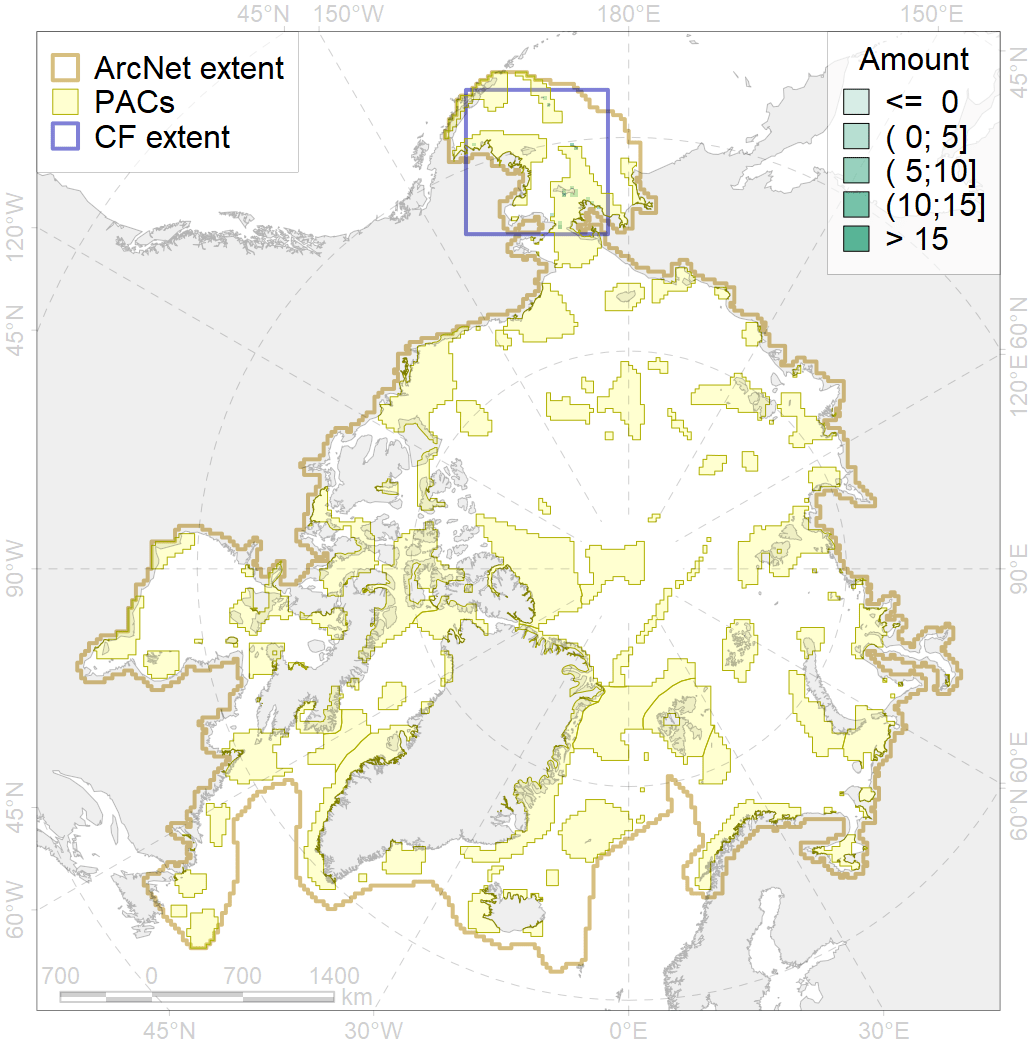 45°N 150°W 180°E 150°E
ArcNet extent
PACs
CF extent
Amount
<= 0
( 0; 5]
( 5;10]
(10;15]
> 15
45°N
120°W
45°N
60°N
120°E
90°W
90°E
45°N
60°N
60°E
60°W
700 0 700 1400
km
45°N 30°W 0°E 30°E